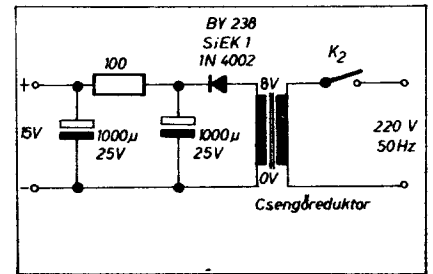 BY 238
SiEK 1
1N 4002
K2
100
8V
+
15V
1000µ
25V
1000µ
25V
220 V
50Hz
-
0V
Csengőreduktor